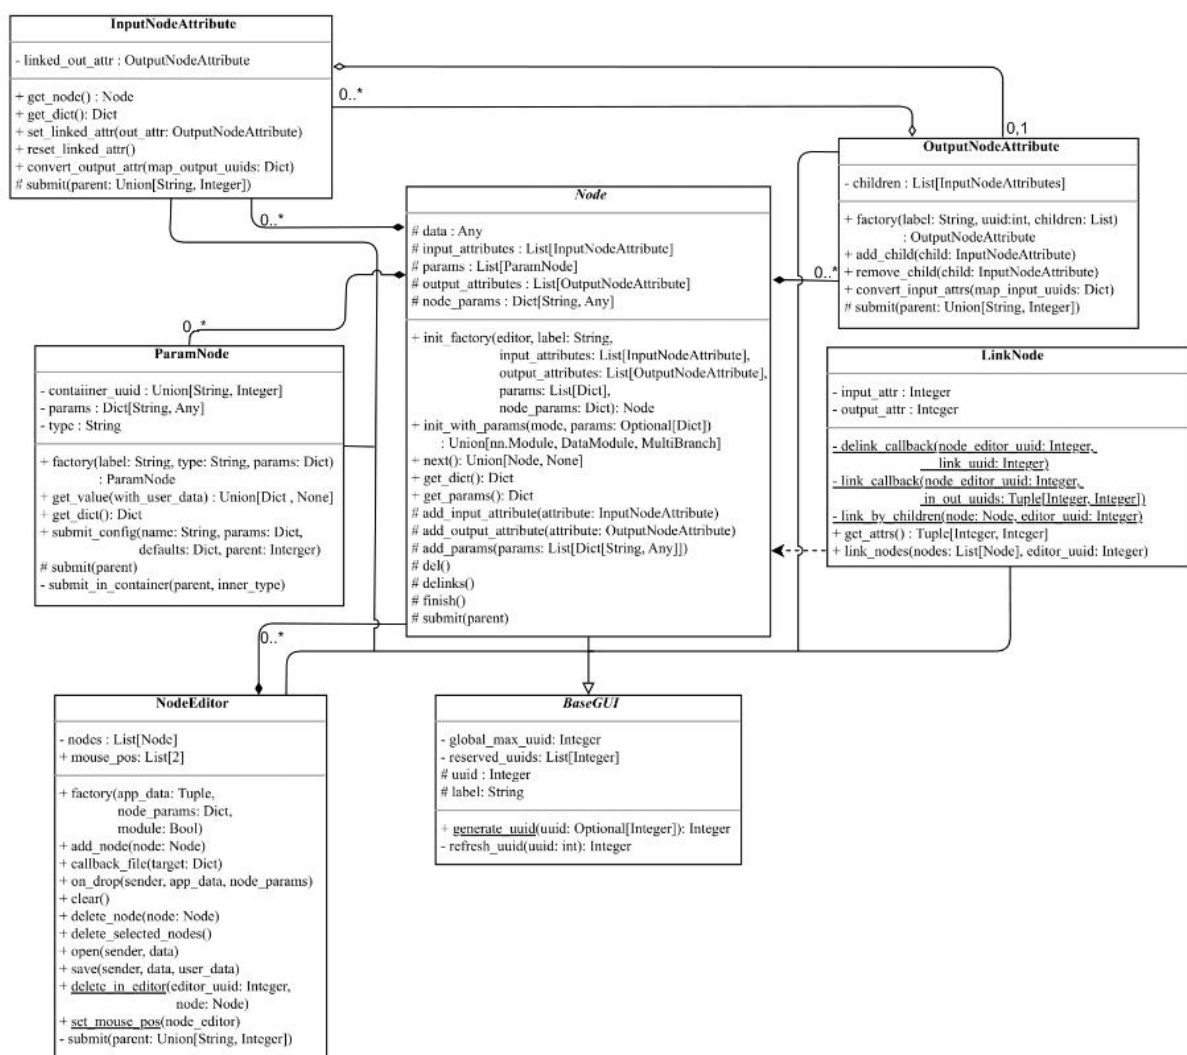 InputNodeAttribute
- linked_out_attr : OutputNodeAttribute
+ get_node() : Node
+ get_dict(): Dict
+ set_linked_attr(out_attr: OutputNodeAttribute)
+ reset_linked_attr()
+ convert_output_attr(map_output_uuids: Dict)
# submit(parent: Union[String, Integer])
0..*
0,1
OutputNodeAttribute
- children : List[InputNodeAttributes]
+ factory(label: String, uuid:int, children: List)
: OutputNodeAttribute
+ add_child(child: InputNodeAttribute)
+ remove_child(child: InputNodeAttribute)
+ convert_input_attrs(map_input_uuids: Dict)
# submit(parent: Union[String, Integer])
0..*
0..*
0..*
Node
# data : Any
# input_attributes : List[InputNodeAttribute]
# params : List[ParamNode]
# output_attributes : List[OutputNodeAttribute]
# node_params : Dict[String, Any]
+ init_factory(editor, label: String,
input_attributes: List[InputNodeAttribute],
output_attributes: List[OutputNodeAttribute],
params: List[Dict],
node_params: Dict): Node
+ init_with_params(mode, params: Optional[Dict])
: Union[nn.Module, DataModule, MultiBranch]
+ next(): Union[Node, None]
+ get_dict(): Dict
+ get_params(): Dict
# add_input_attribute(attribute: InputNodeAttribute)
# add_output_attribute(attribute: OutputNodeAttribute)
# add_params(params: List[Dict[String, Any]])
# del()
# delinks()
# finish()
# submit(parent)
ParamNode
- contaiiner_uuid : Union[String, Integer]
- params : Dict[String, Any]
- type : String
+ factory(label: String, type: String, params: Dict)
: ParamNode
+ get_value(with_user_data) : Union[Dict , None]
+ get_dict(): Dict
+ submit_config(name: String, params: Dict,
defaults: Dict, parent: Interger)
# submit(parent)
- submit_in_container(parent, inner_type)
LinkNode
- input_attr : Integer
- output_attr : Integer
- delink_callback(node_editor_uuid: Integer,
link_uuid: Integer)
- link_callback(node_editor_uuid: Integer,
in_out_uuids: Tuple[Integer, Integer])
- link_by_children(node: Node, editor_uuid: Integer)
+ get_attrs() : Tuple[Integer, Integer]
+ link_nodes(nodes: List[Node], editor_uuid: Integer)
0..*
NodeEditor
- nodes : List[Node]
+ mouse_pos: List[2]
+ factory(app_data: Tuple,
node_params: Dict,
module: Bool)
+ add_node(node: Node)
+ callback_file(target: Dict)
+ on_drop(sender, app_data, node_params)
+ clear()
+ delete_node(node: Node)
+ delete_selected_nodes()
+ open(sender, data)
+ save(sender, data, user_data)
+ delete_in_editor(editor_uuid: Integer,
node: Node)
+ set_mouse_pos(node_editor)
- submit(parent: Union[String, Integer])
BaseGUI
- global_max_uuid: Integer
- reserved_uuids: List[Integer]
# uuid : Integer
# label: String
+ generate_uuid(uuid: Optional[Integer]): Integer
- refresh_uuid(uuid: int): Integer